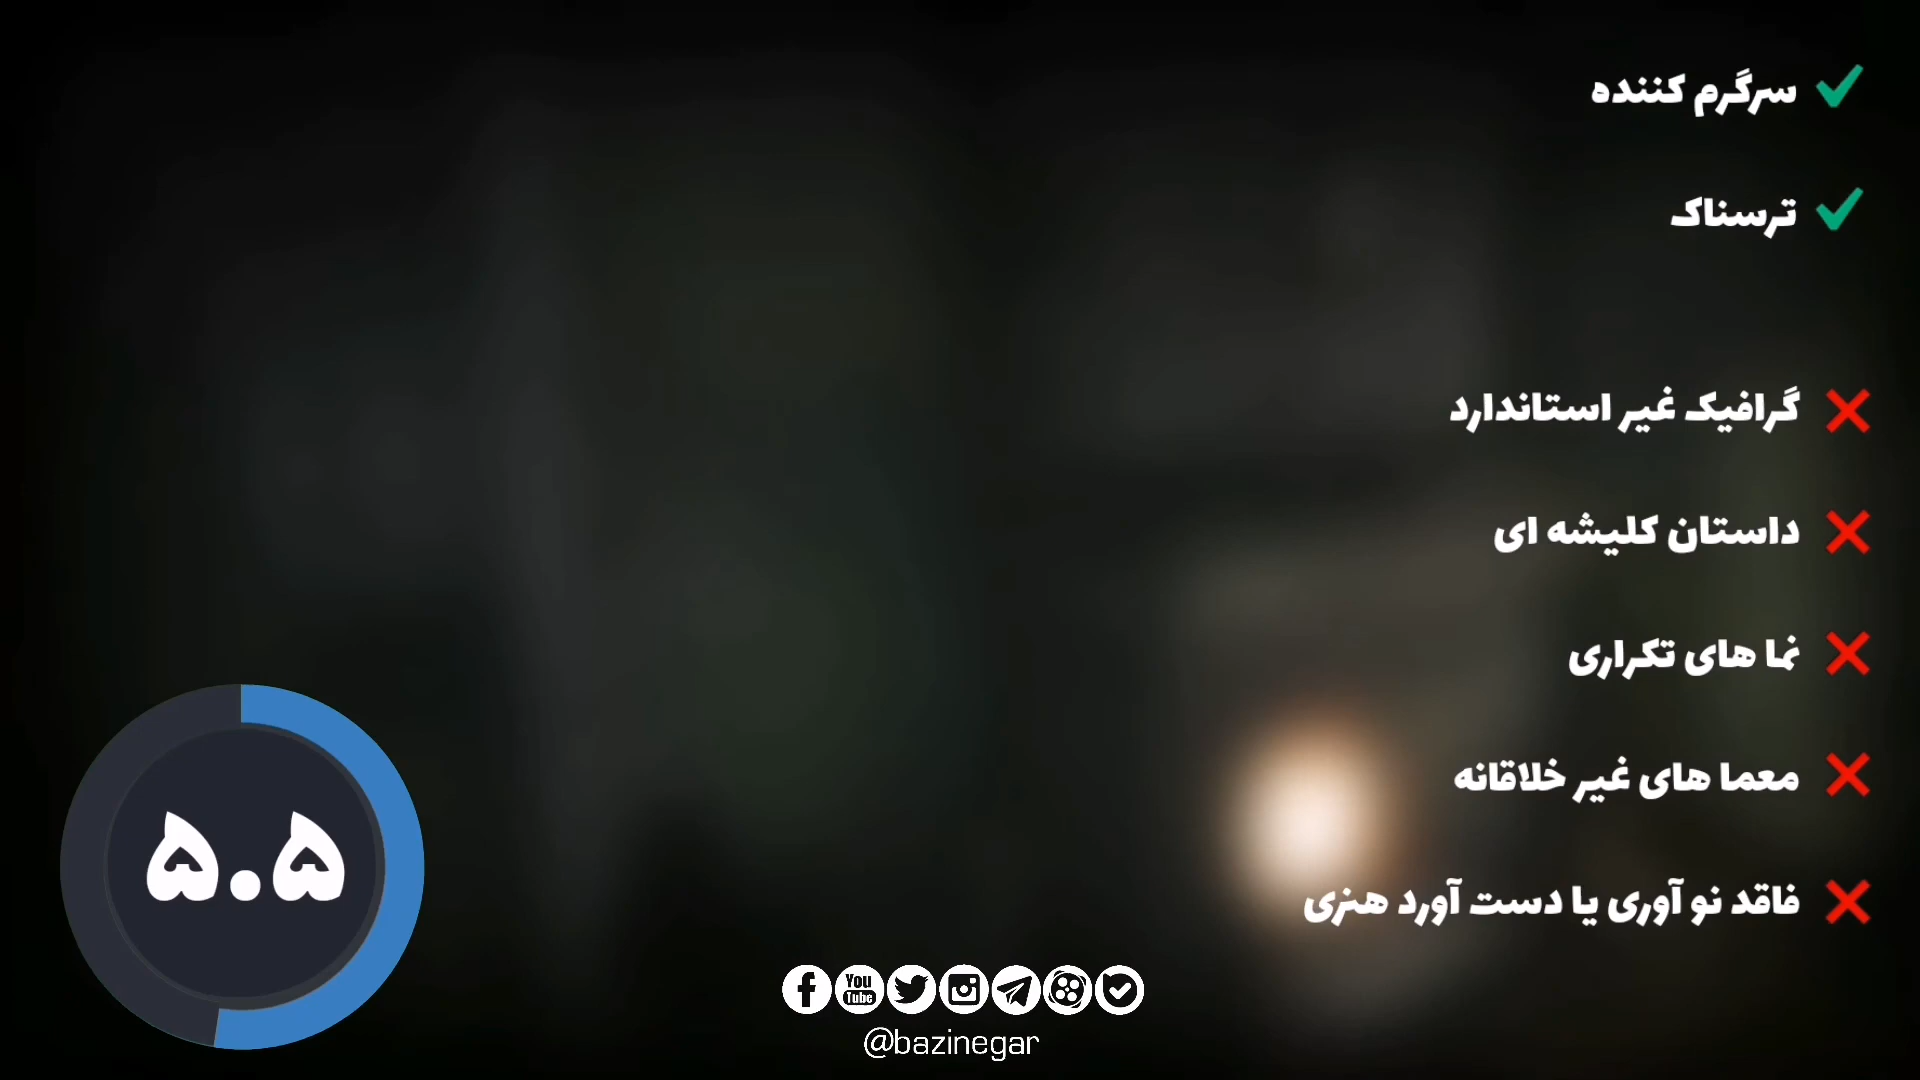 سرگرم کننده
ترسناک
گرافیک غیر استاندارد
داستان کلیشه ای
نما های تکراری
معما های غیر خلاقانه
فاقد نو آوری یا دست آورد هنری
۵.۵
You Tube
@bazinegar